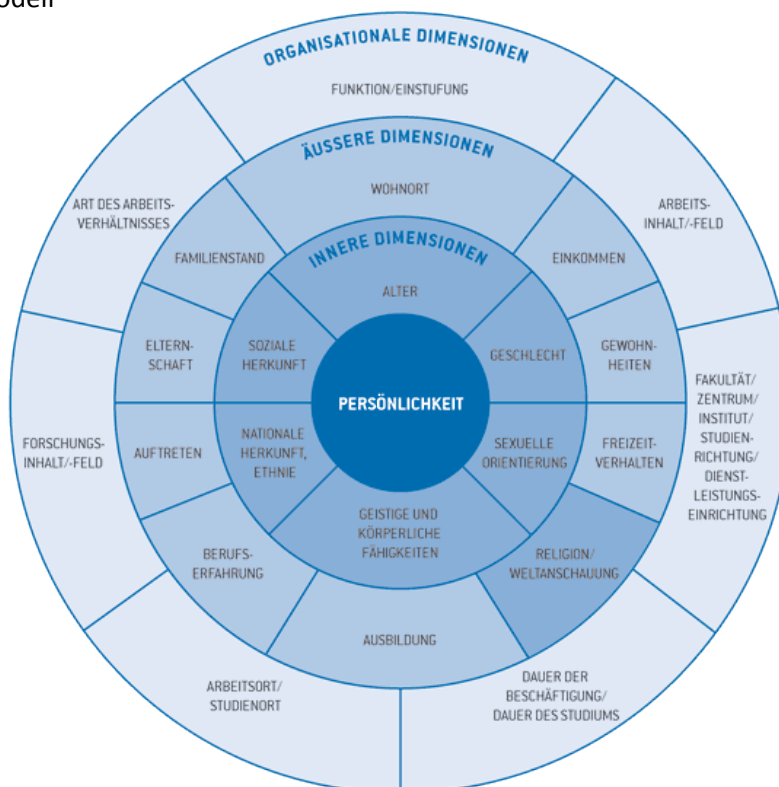 ORGANISATIONALE DIMENSIONEN
FUNKTION/EINSTUFUNG
ARBEITS-
INHALT/-FELD
FAKULTÄT/
ZENTRUM/
INSTITUT/
STUDIEN-
RICHTUNG/
DIENST-
LEISTUNGS-
EINRICHTUNG
DAUER DER
BESCHÄFTIGUNG/
DAUER DES STUDIUMS
ARBEITSORT/
STUDIENORT
FORSCHUNGS-
INHALT/-FELD
ART DES ARBEITS-
VERHÄLTNISSES
ÄUSSERE DIMENSIONEN
WOHNORT
EINKOMMEN
GEWOHN-
HEITEN
FREIZEIT-
VERHALTEN
RELIGION/
WELTANSCHAUUNG
AUSBILDUNG
BERUFS-
ERFAHRUNG
AUFTRETEN
ELTERN-
SCHAFT
FAMILIENSTAND
INNERE DIMENSIONEN
ALTER
GESCHLECHT
SEXUELLE
ORIENTIERUNG
GEISTIGE UND
KÖRPERLICHE
FÄHIGKEITEN
NATIONALE
HERKUNFT,
ETHNIE
SOZIALE
HERKUNFT
PERSÖNLICHKEIT